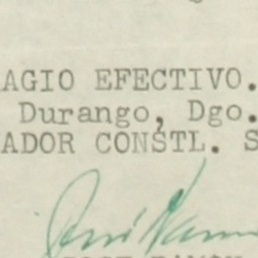 AGIO EFECTIVO.
Durango, Dgo.
ADOR CONSTL. S